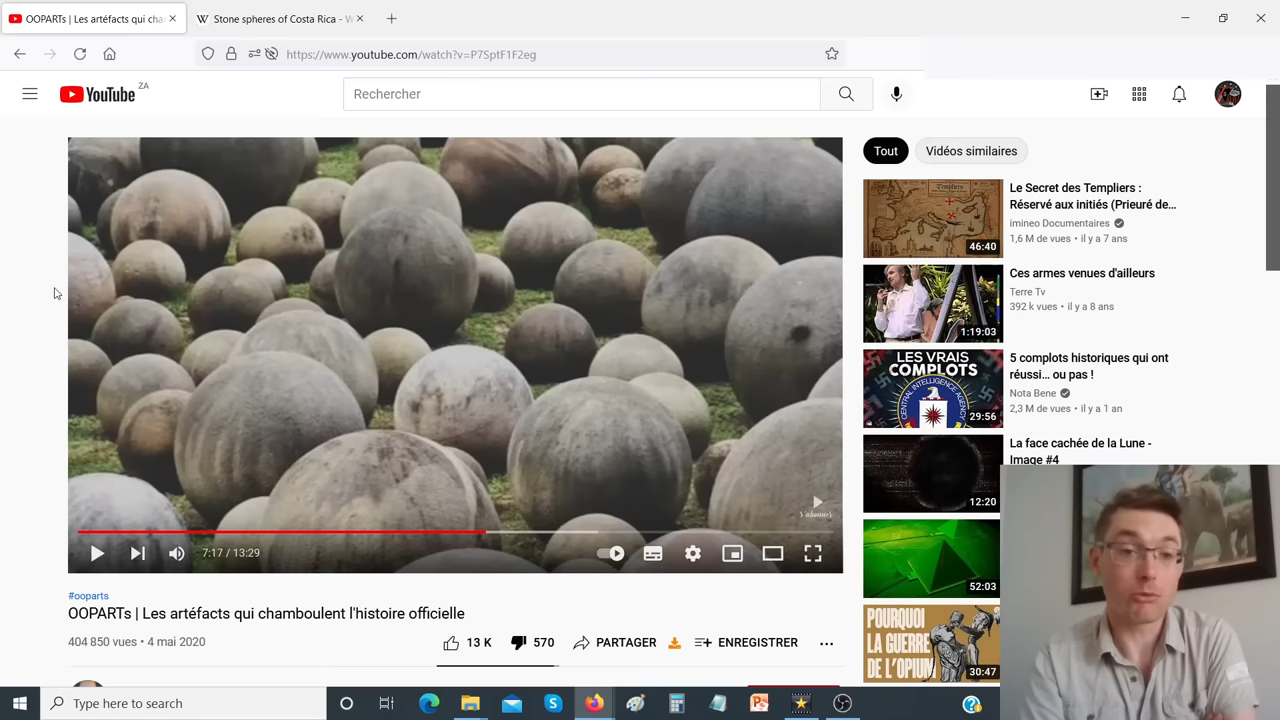 OOPARTs | Les artéfacts qui cha
Stone spheres of Costa Rica - W
https://www.youtube.com/watch?v=P7SptF1F2eg
YouTube ZA
Rechercher
Tout
Vidéos similaires
Templiers
46:40
Le Secret des Templiers :
Réservé aux initiés (Prieuré de...
imineo Documentaires
1,6 M de vues • il y a 7 ans
1:19:03
Ces armes venues d'ailleurs
Terre Tv
392 k vues • il y a 8 ans
LES VRAIS
COMPLOTS
CENTRAL INTELLIGENCE AGENCY
29:56
5 complots historiques qui ont
réussi... ou pas !
Nota Bene
2,3 M de vues • il y a 1 an
12:20
La face cachée de la Lune -
Image #4
52:03
POURQUOI
LA GUERRE
DE L'OPIUM
30:47
S'abonner
7:17 / 13:29
#ooparts
OOPARTs | Les artéfacts qui chamboulent l'histoire officielle
404 850 vues • 4 mai 2020
13 K
570
PARTAGER
ENREGISTRER
Type here to search